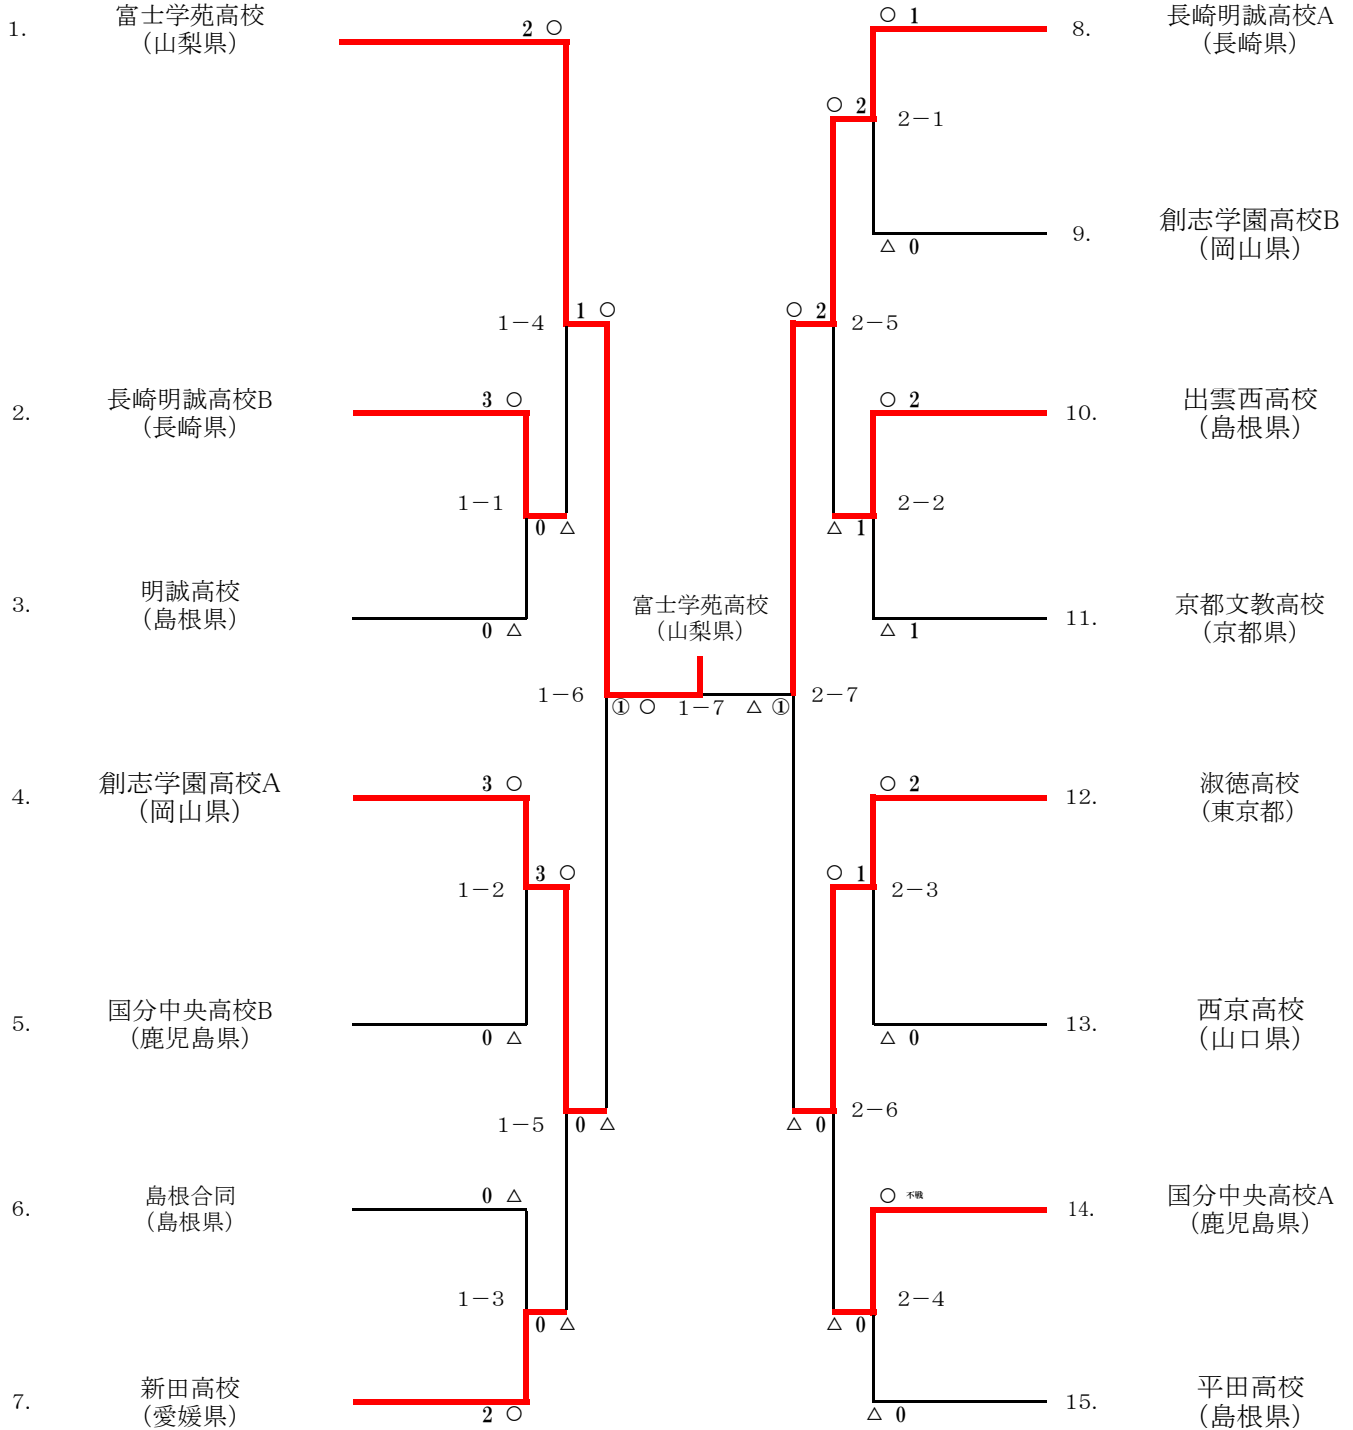 1.
富士学苑高校
（山梨県）
2 ○
1－4
1 ○
2.
長崎明誠高校B
（長崎県）
3 ○
1－1
0 △
3.
明誠高校
（島根県）
0 △
1－6
① ○
4.
創志学園高校A
（岡山県）
3 ○
1－2
3 ○
5.
国分中央高校B
（鹿児島県）
0 △
1－5
0 △
6.
島根合同
（島根県）
0 △
1－3
0 △
7.
新田高校
（愛媛県）
2 ○
富士学苑高校
（山梨県）
1－7
○ 1
8.
長崎明誠高校A
（長崎県）
○ 2
2－1
9.
創志学園高校B
（岡山県）
△ 0
○ 2
2－5
○ 2
10.
出雲西高校
（島根県）
2－2
△ 1
11.
京都文教高校
（京都県）
△ 1
△ ①
2－7
○ 2
12.
淑徳高校
（東京都）
○ 1
2－3
13.
西京高校
（山口県）
△ 0
2－6
△ 0
○ 不戦
14.
国分中央高校A
（鹿児島県）
2－4
△ 0
15.
平田高校
（島根県）
△ 0